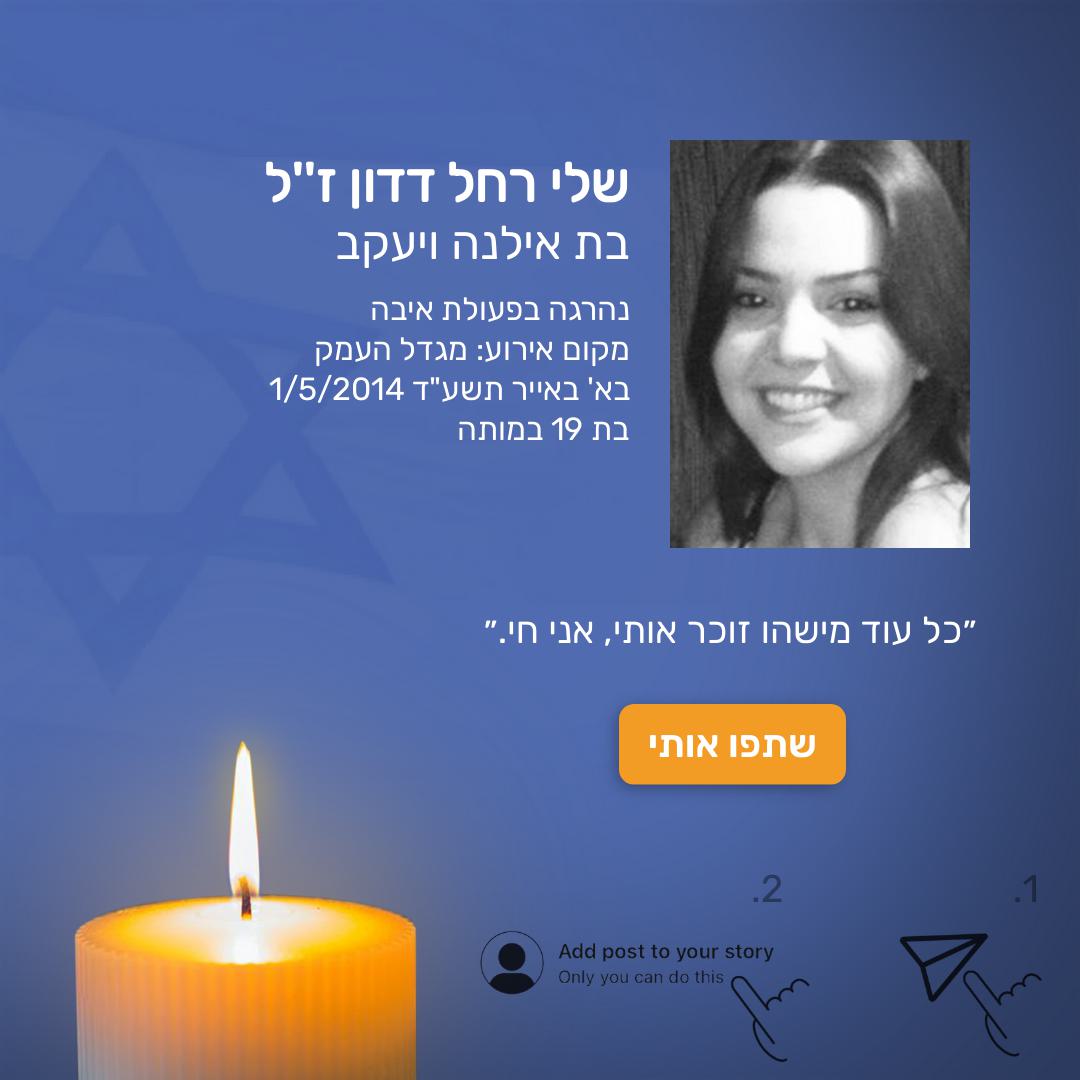 שלי רחל דדון ז"ל
בת אילנה ויעקב
נהרגה בפעולת איבה
מקום אירוע: מגדל העמק
בא' באייר תשע"ד 1/5/2014
בת 19 במותה
״כל עוד מישהו זוכר אותי, אני חי.״
שתפו אותי
1.
2.
Add post to your story
Only you can do this